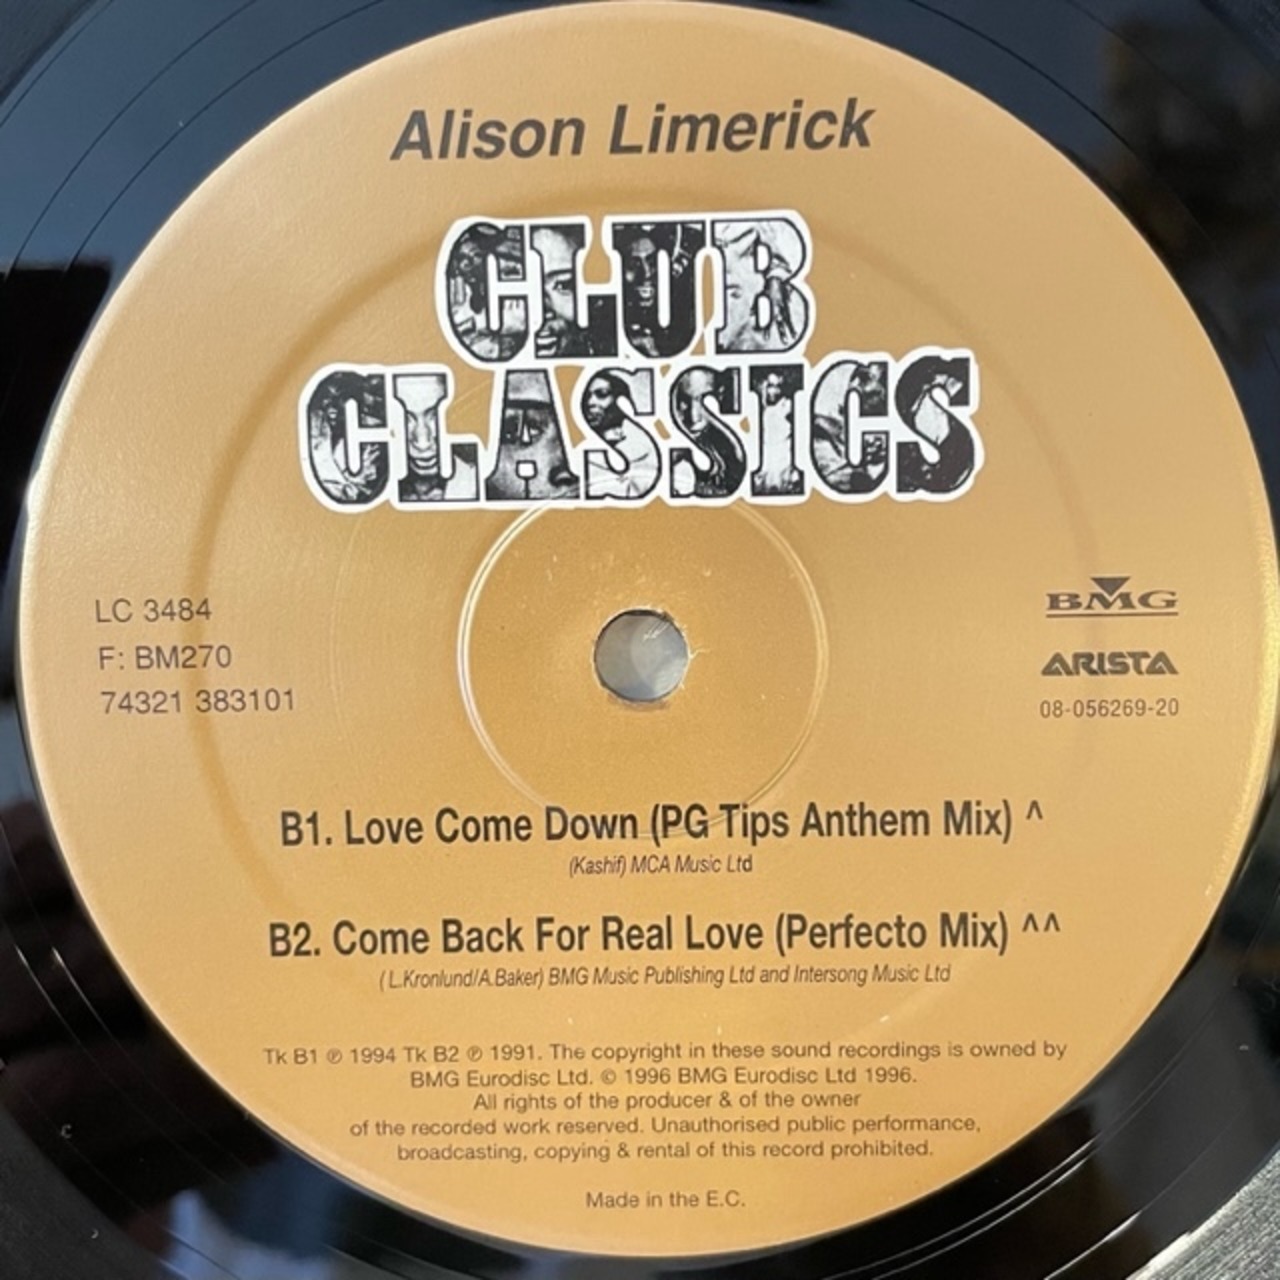 Alison Limerick
CLUB
CLASSICS
LC 3484
F: BM270
74321 383101
BMG
ARISTA
08-056269-20
B1. Love Come Down (PG Tips Anthem Mix) ^
(Kashif) MCA Music Ltd
B2. Come Back For Real Love (Perfecto Mix) ^^
( L.Kronlund/A.Baker) BMG Music Publishing Ltd and Intersong Music Ltd
Tk B1 ℗ 1994 Tk B2 ℗ 1991. The copyright in these sound recordings is owned by
BMG Eurodisc Ltd. © 1996 BMG Eurodisc Ltd 1996.
All rights of the producer & of the owner
of the recorded work reserved. Unauthorised public performance,
broadcasting, copying & rental of this record prohibited.
Made in the E.C.